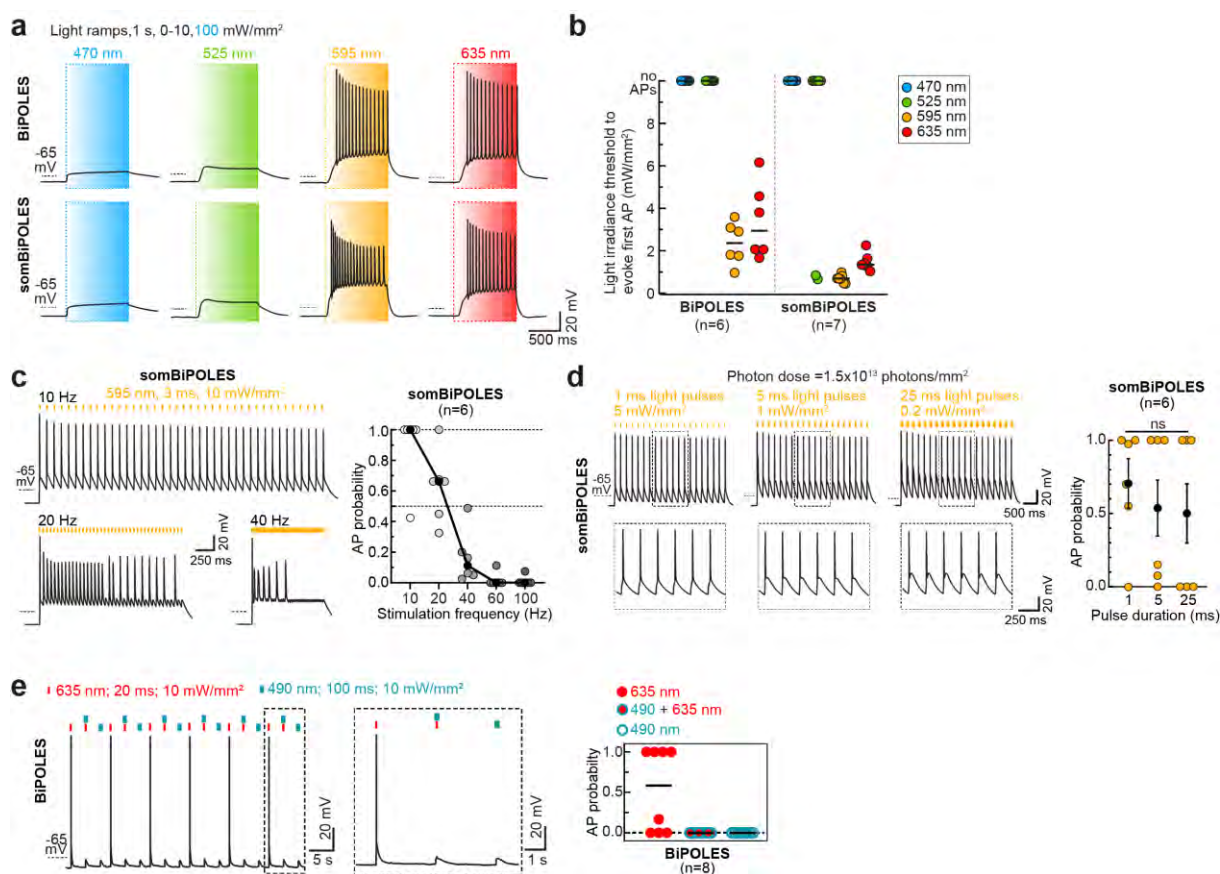 a
Light ramps,1 s, 0-10,100 mW/mm²
470 nm
525 nm
595 nm
635 nm
BiPOLES
-65
mV
somBiPOLES
-65
mV
20 mV
500 ms
b
Light irradiance threshold to
evoke first AP (mW/mm²)
no
APs
8
6
4
2
0
BiPOLES
(n=6)
somBiPOLES
(n=7)
470 nm
525 nm
595 nm
635 nm
c
somBiPOLES
595 nm, 3 ms, 10 mW/mm²
10 Hz
-65
mV
20 Hz
20 mV
250 ms
40 Hz
somBiPOLES
(n=6)
AP probability
1.0
0.8
0.6
0.4
0.2
0.0
10 20 40 60 100
Stimulation frequency (Hz)
d
Photon dose =1.5x10¹³ photons/mm²
somBiPOLES
1 ms light pulses
5 mW/mm²
5 ms light pulses
1 mW/mm²
25 ms light pulses
0.2 mW/mm²
-65
mV
20 mV
500 ms
20 mV
250 ms
somBiPOLES
(n=6)
ns
AP probability
1.0
0.5
0.0
1 5 25
Pulse duration (ms)
e
635 nm; 20 ms; 10 mW/mm²
490 nm; 100 ms; 10 mW/mm²
BiPOLES
-65
mV
20 mV
5 s
20 mV
1 s
635 nm
490 + 635 nm
490 nm
AP probabilty
1.0
0.5
0.0
BiPOLES
(n=8)